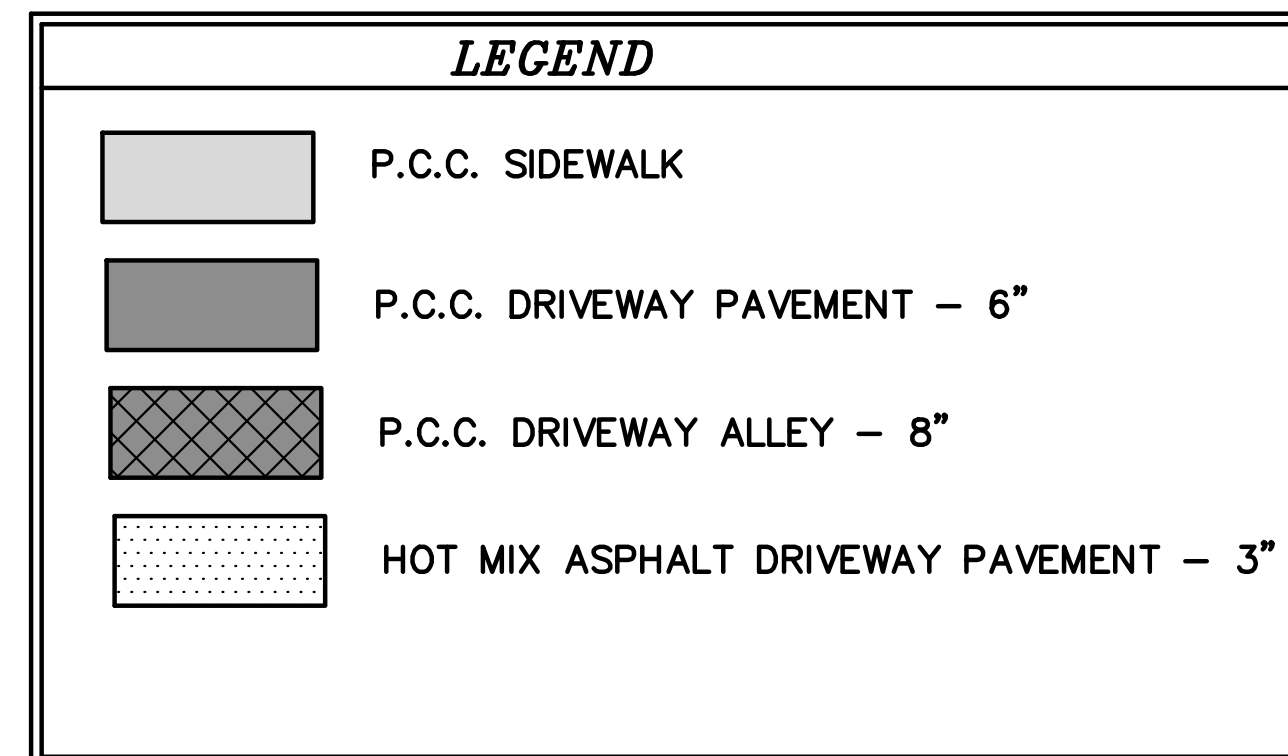 LEGEND
P.C.C. SIDEWALK
P.C.C. DRIVEWAY PAVEMENT – 6”
P.C.C. DRIVEWAY ALLEY – 8”
HOT MIX ASPHALT DRIVEWAY PAVEMENT – 3”